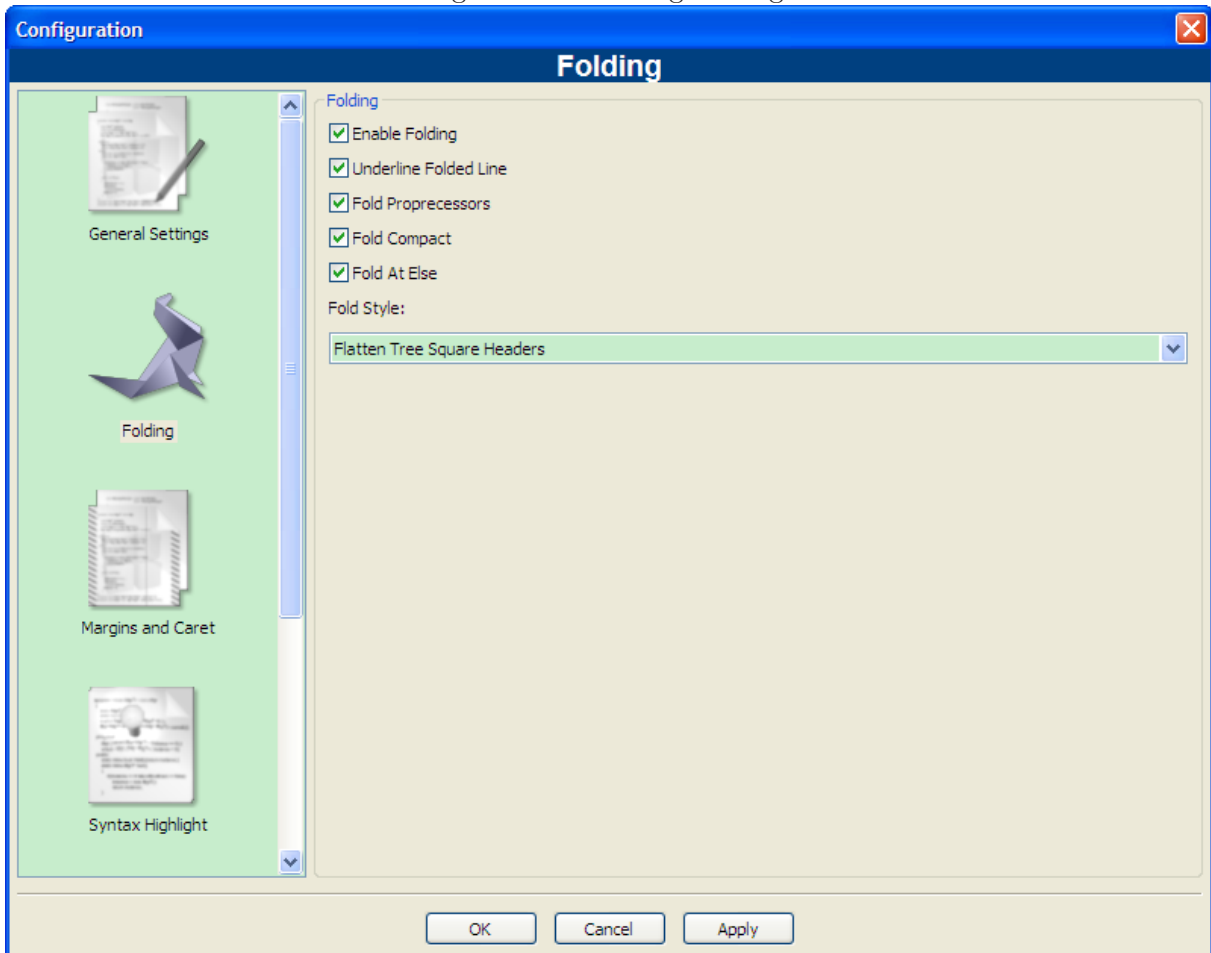 Configuration
Folding
General Settings
Folding
Margins and Caret
Syntax Highlight
Folding
Enable Folding
Underline Folded Line
Fold Proprecessors
Fold Compact
Fold At Else
Fold Style:
Flatten Tree Square Headers
OK
Cancel
Apply